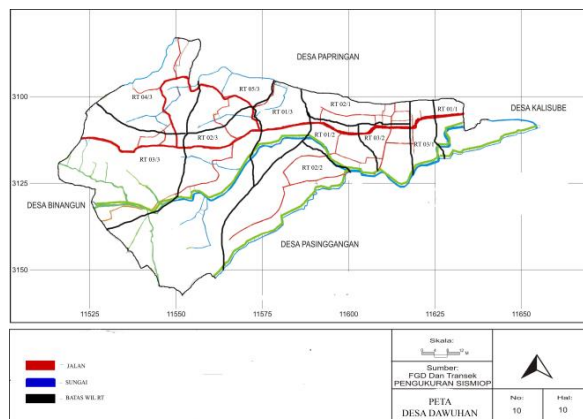 DESA PAPRINGAN
RT 04/3
RT 05/3
3100
RT 01/3
RT 02/1
RT 01/1
DESA KALISUBE
RT 02/3
RT 01/2
RT 03/2
RT 03/1
RT 03/3
RT 02/2
3125
DESA BINANGUN
DESA PASINGGANGAN
3150
11525
11550
11575
11600
11625
11650
JALAN
SUNGAI
BATAS WIL RT
Skala:
Sumber:
FGD Dan Transek
PENGUKURAN SISMIOP
PETA
DESA DAWUHAN
No:
10
Hal:
10